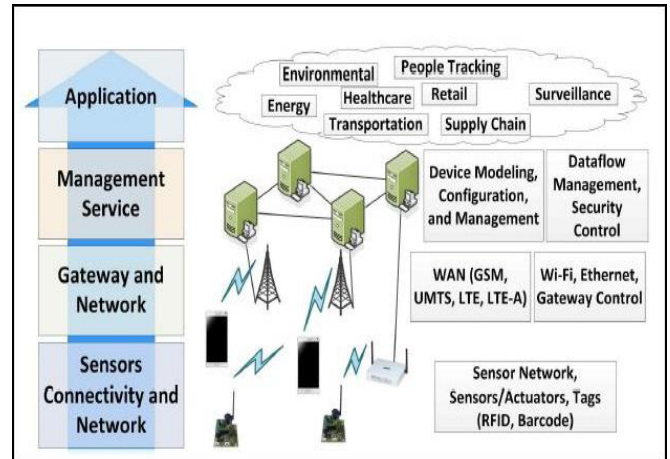 Application
Environmental
People Tracking
Energy
Healthcare
Retail
Surveillance
Transportation
Supply Chain
Management
Service
Device Modeling,
Configuration,
and Management
Dataflow
Management,
Security
Control
Gateway and
Network
WAN (GSM,
UMTS, LTE, LTE-A)
Wi-Fi, Ethernet,
Gateway Control
Sensors
Connectivity and
Network
Sensor Network,
Sensors/Actuators, Tags
(RFID, Barcode)